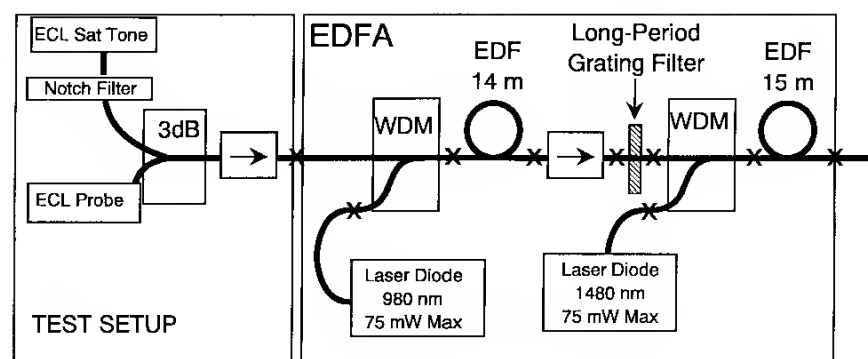 ECL Sat Tone
Notch Filter
3dB
ECL Probe
TEST SETUP
EDFA
WDM
EDF
14 m
Long-Period
Grating Filter
WDM
EDF
15 m
Laser Diode
980 nm
75 mW Max
Laser Diode
1480 nm
75 mW Max